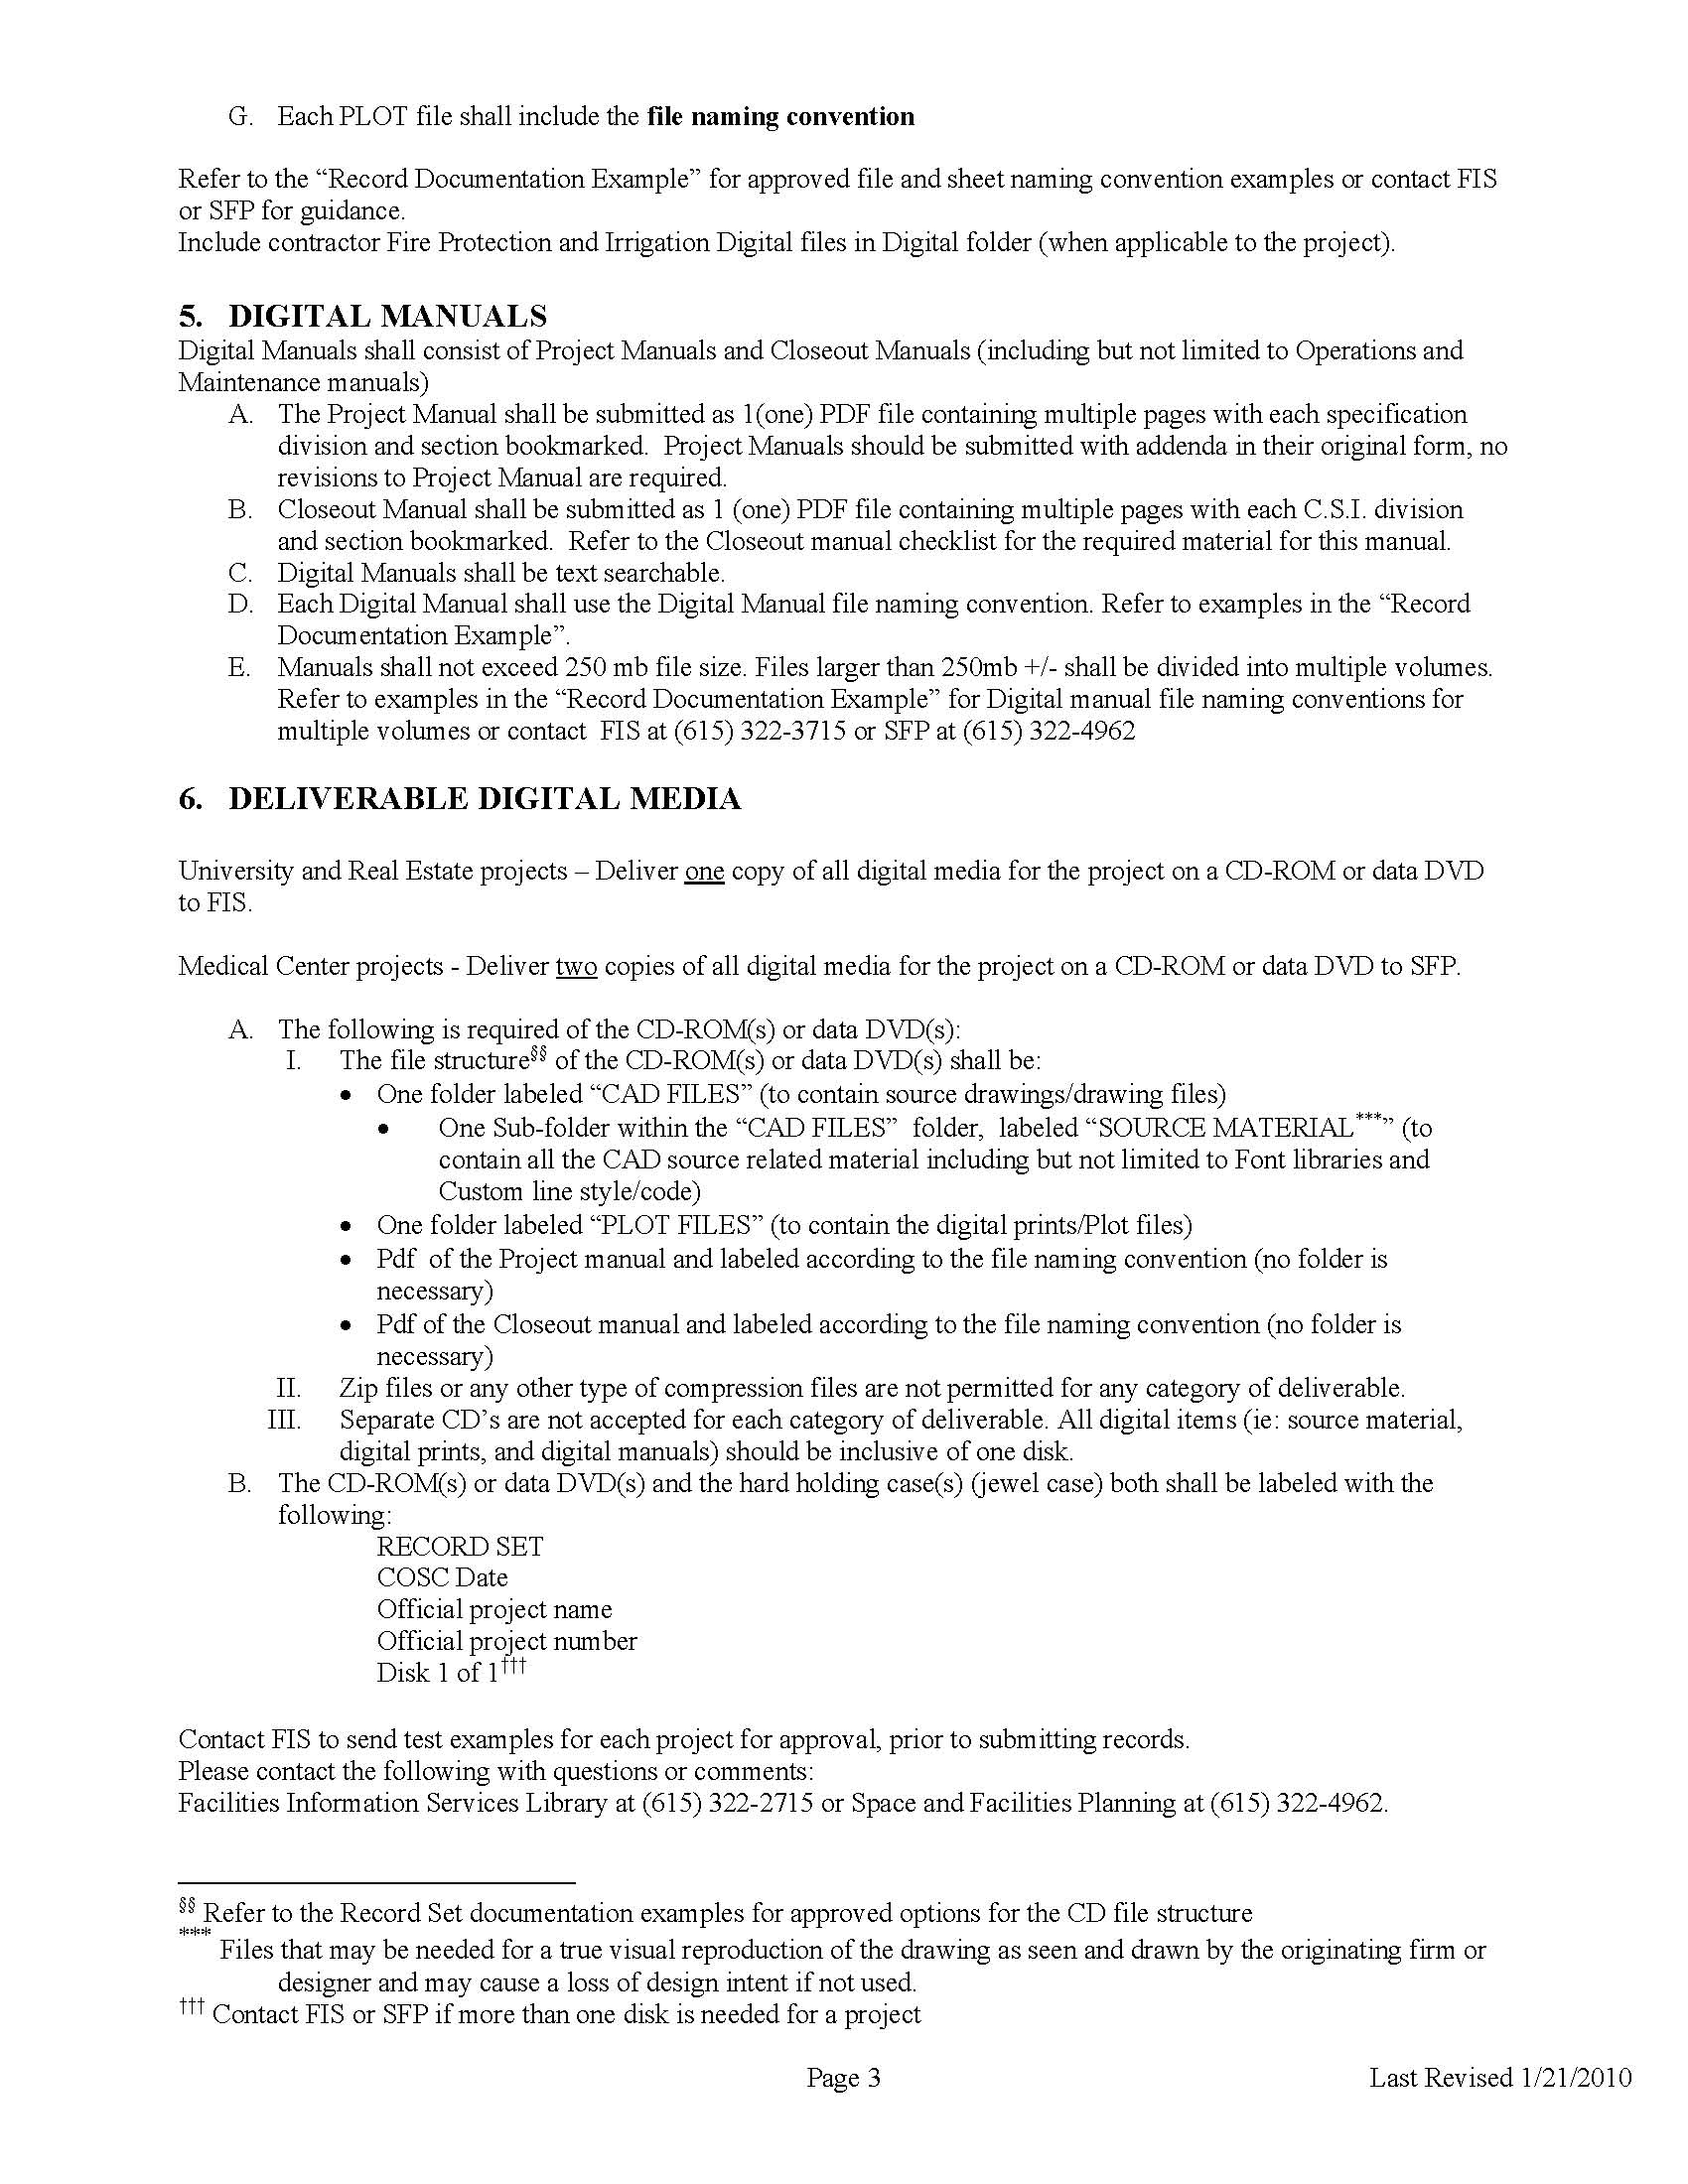 G. Each PLOT file shall include the file naming convention
Refer to the “Record Documentation Example” for approved file and sheet naming convention examples or contact FIS
or SFP for guidance.
Include contractor Fire Protection and Irrigation Digital files in Digital folder (when applicable to the project).
5. DIGITAL MANUALS
Digital Manuals shall consist of Project Manuals and Closeout Manuals (including but not limited to Operations and
Maintenance manuals)
A. The Project Manual shall be submitted as 1(one) PDF file containing multiple pages with each specification
division and section bookmarked.  Project Manuals should be submitted with addenda in their original form, no
revisions to Project Manual are required.
B. Closeout Manual shall be submitted as 1 (one) PDF file containing multiple pages with each C.S.I. division
and section bookmarked.  Refer to the Closeout manual checklist for the required material for this manual.
C. Digital Manuals shall be text searchable.
D. Each Digital Manual shall use the Digital Manual file naming convention. Refer to examples in the “Record
Documentation Example”.
E. Manuals shall not exceed 250 mb file size. Files larger than 250mb +/- shall be divided into multiple volumes.
Refer to examples in the “Record Documentation Example” for Digital manual file naming conventions for
multiple volumes or contact  FIS at (615) 322-3715 or SFP at (615) 322-4962
6. DELIVERABLE DIGITAL MEDIA
University and Real Estate projects – Deliver one copy of all digital media for the project on a CD-ROM or data DVD
to FIS.
Medical Center projects - Deliver two copies of all digital media for the project on a CD-ROM or data DVD to SFP.
A. The following is required of the CD-ROM(s) or data DVD(s):
I. The file structure§§ of the CD-ROM(s) or data DVD(s) shall be:
• One folder labeled “CAD FILES” (to contain source drawings/drawing files)
• One Sub-folder within the “CAD FILES”  folder,  labeled “SOURCE MATERIAL***” (to
contain all the CAD source related material including but not limited to Font libraries and
Custom line style/code)
• One folder labeled “PLOT FILES” (to contain the digital prints/Plot files)
• Pdf  of the Project manual and labeled according to the file naming convention (no folder is
necessary)
• Pdf of the Closeout manual and labeled according to the file naming convention (no folder is
necessary)
II. Zip files or any other type of compression files are not permitted for any category of deliverable.
III. Separate CD’s are not accepted for each category of deliverable. All digital items (ie: source material,
digital prints, and digital manuals) should be inclusive of one disk.
B. The CD-ROM(s) or data DVD(s) and the hard holding case(s) (jewel case) both shall be labeled with the
following:
RECORD SET
COSC Date
Official project name
Official project number
Disk 1 of 1†††
Contact FIS to send test examples for each project for approval, prior to submitting records.
Please contact the following with questions or comments:
Facilities Information Services Library at (615) 322-2715 or Space and Facilities Planning at (615) 322-4962.
§§ Refer to the Record Set documentation examples for approved options for the CD file structure
*** Files that may be needed for a true visual reproduction of the drawing as seen and drawn by the originating firm or
designer and may cause a loss of design intent if not used.
††† Contact FIS or SFP if more than one disk is needed for a project
Page 3 Last Revised 1/21/2010